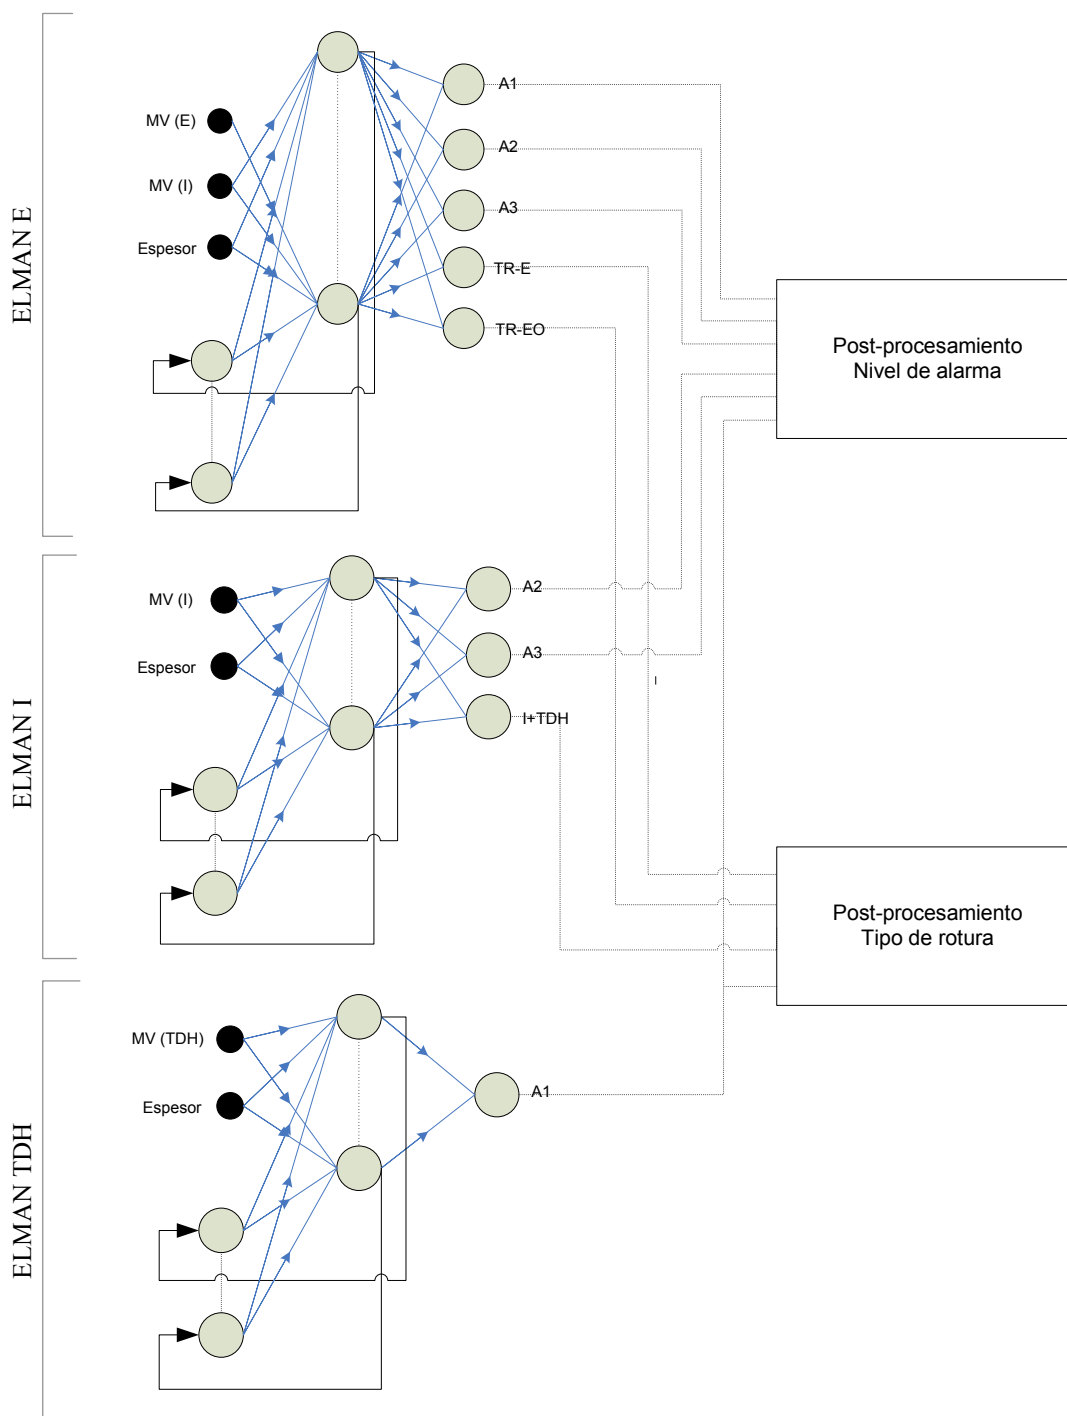 ELMAN E
MV (E)
MV (I)
Espesor
A1
A2
A3
TR-E
TR-EO
Post-procesamiento
Nivel de alarma
ELMAN I
MV (I)
Espesor
A2
A3
I+TDH
I
Post-procesamiento
Tipo de rotura
ELMAN TDH
MV (TDH)
Espesor
A1